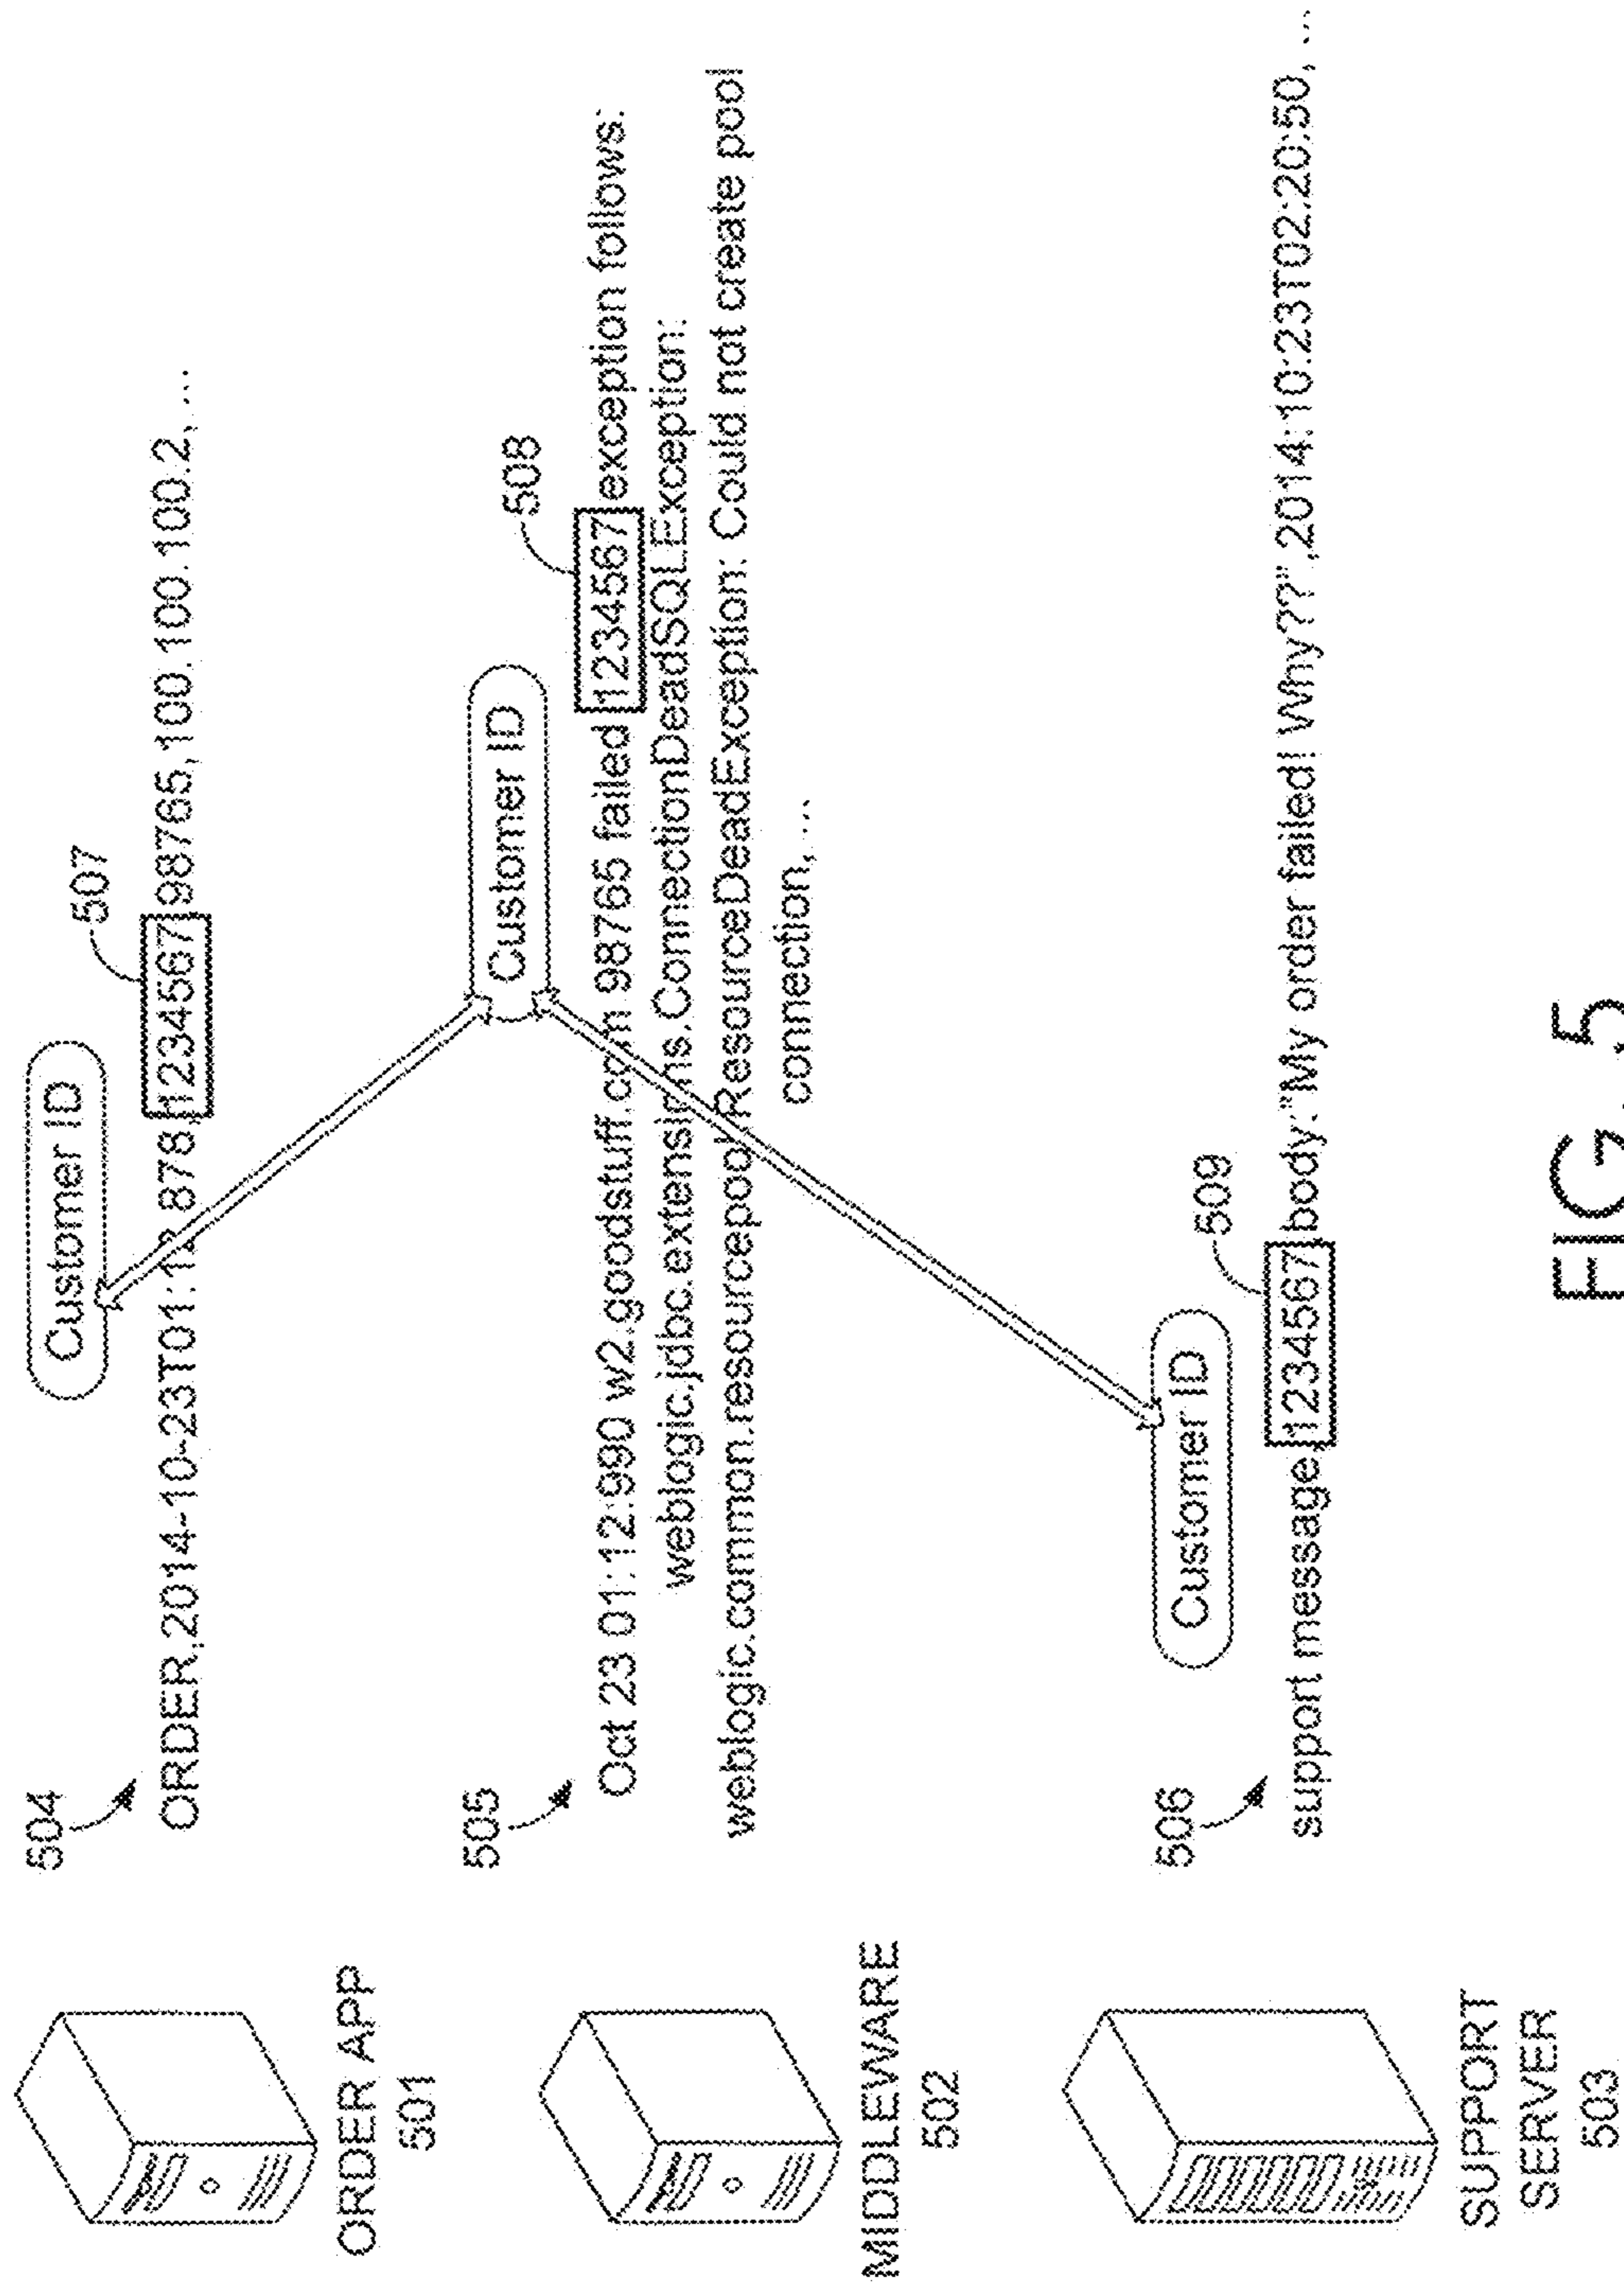 504
Customer ID
507
ORDER,2014-10-23T01:12:878,1234567,98765,100.100.100.2,...
ORDER APP
501
505
Customer ID
508
Oct 23 01:12:990 w2.goodstuff.com 98765 failed 1234567 exception follows:
weblogic.jdbc.extensions.ConnectionDeadSQLException:
weblogic.common.resourcepool.ResourceDeadException: Could not create pool
connection,...
MIDDLEWARE
502
506
Customer ID
509
support message,1234567,body:"My order failed! Why??",2014:10:23T02:20:50, ...
SUPPORT
SERVER
503
FIG. 5